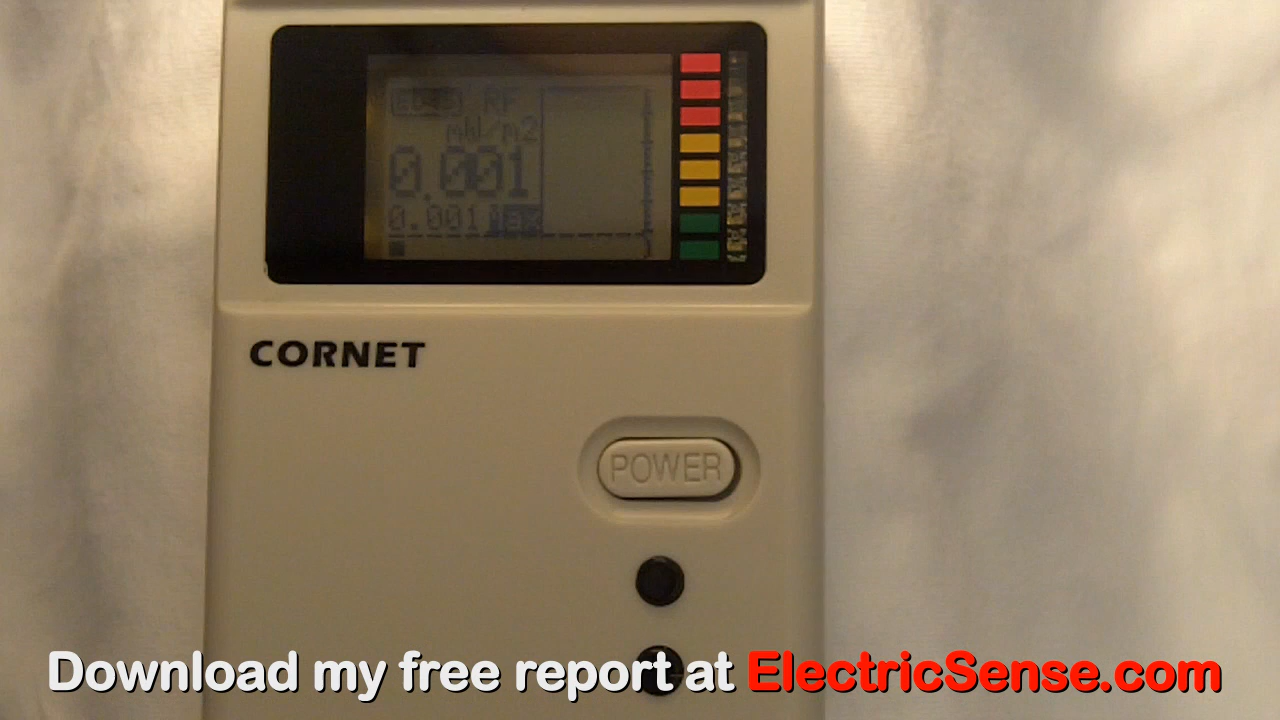 RF
mW/m2
0.001
0.001
CORNET
POWER
Download my free report at ElectricSense.com